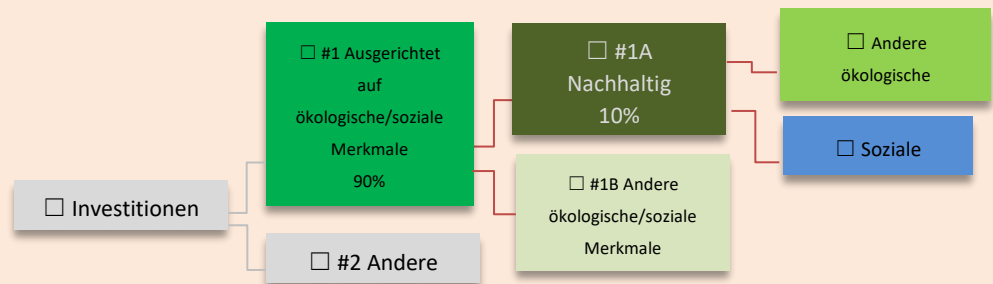 ☐ #1 Ausgerichtet
auf
ökologische/soziale
Merkmale
90%
☐ #1A
Nachhaltig
10%
☐ Andere
ökologische
☐ Soziale
☐ #1B Andere
ökologische/soziale
Merkmale
☐ Investitionen
☐ #2 Andere